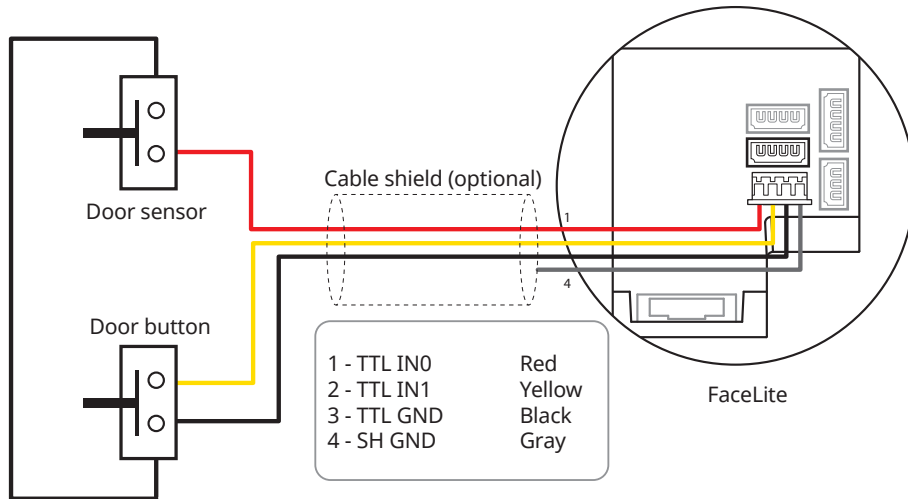 Cable shield (optional)
Door sensor
1
4
Door button
1 - TTL IN0 Red
2 - TTL IN1 Yellow
3 - TTL GND Black
4 - SH GND Gray
FaceLite